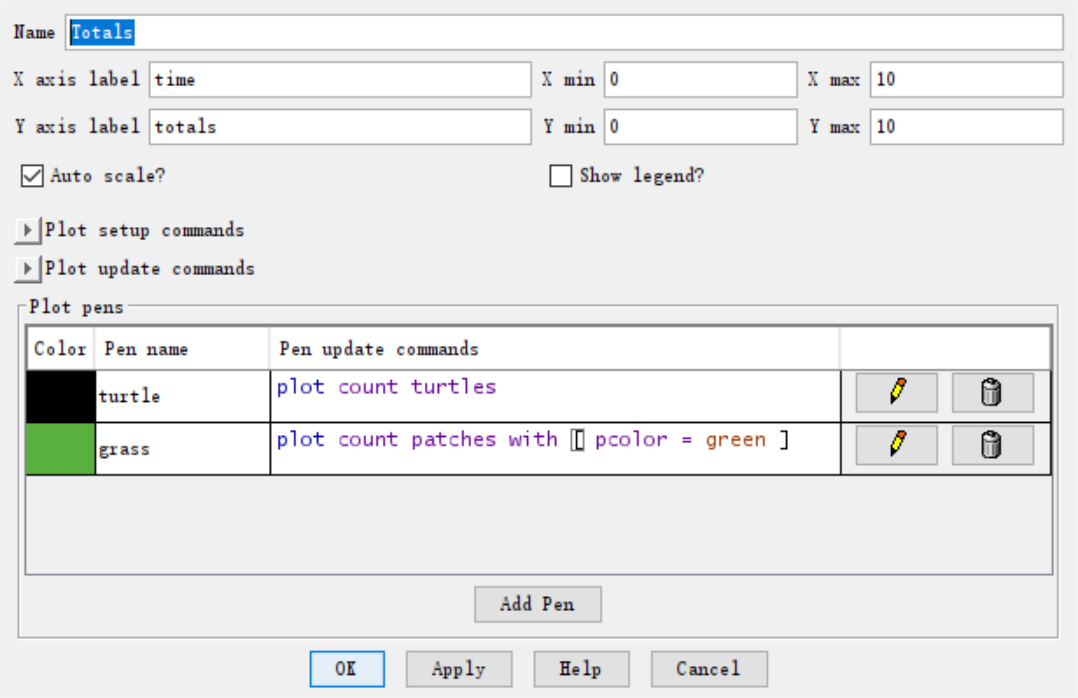 Name Totals
X axis label time X min 0 X max 10
Y axis label totals Y min 0 Y max 10
Auto scale? Show legend?
Plot setup commands
Plot update commands
Plot pens
Color Pen name Pen update commands
turtle plot count turtles
grass plot count patches with [ pcolor = green ]
Add Pen
OK Apply Help Cancel